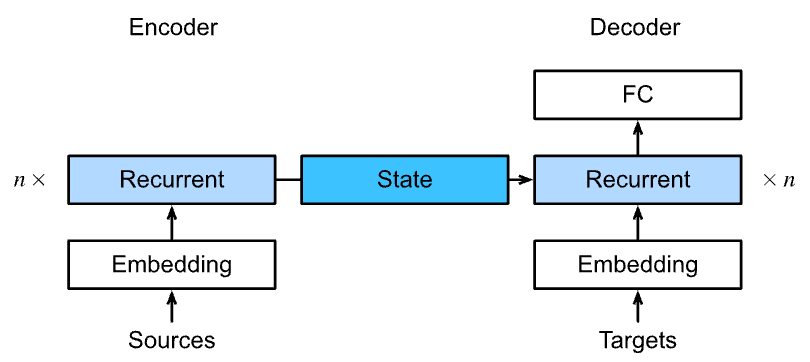 Encoder
Decoder
FC
n ×
Recurrent
State
Recurrent
× n
Embedding
Embedding
Sources
Targets